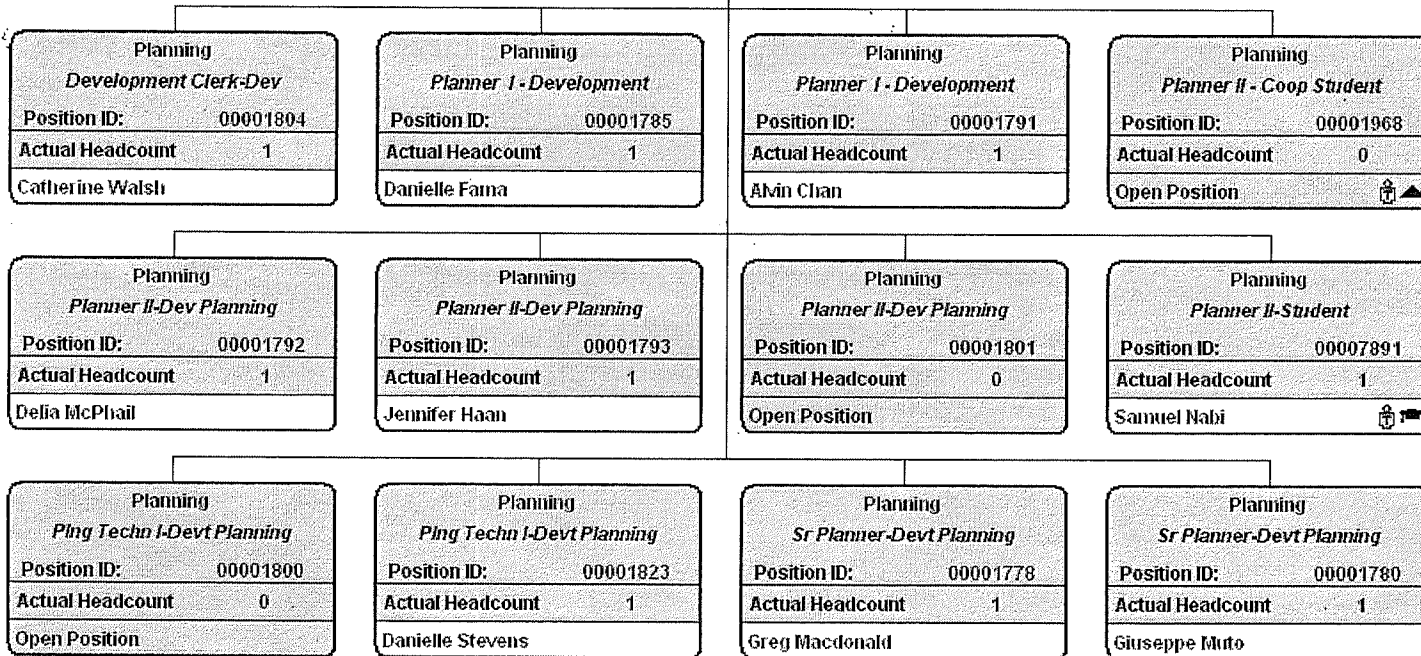 Planning
Development Clerk-Dev
Position ID: 00001804
Actual Headcount 1
Catherine Walsh
Planning
Planner I - Development
Position ID: 00001785
Actual Headcount 1
Danielle Fama
Planning
Planner I - Development
Position ID: 00001791
Actual Headcount 1
Alvin Chan
Planning
Planner II - Coop Student
Position ID: 00001968
Actual Headcount 0
Open Position
Planning
Planner II-Dev Planning
Position ID: 00001792
Actual Headcount 1
Delia McPhail
Planning
Planner II-Dev Planning
Position ID: 00001793
Actual Headcount 1
Jennifer Haan
Planning
Planner II-Dev Planning
Position ID: 00001801
Actual Headcount 0
Open Position
Planning
Planner II-Student
Position ID: 00007891
Actual Headcount 1
Samuel Nabi
Planning
Plng Techn I-Devt Planning
Position ID: 00001800
Actual Headcount 0
Open Position
Planning
Plng Techn I-Devt Planning
Position ID: 00001823
Actual Headcount 1
Danielle Stevens
Planning
Sr Planner-Devt Planning
Position ID: 00001778
Actual Headcount 1
Greg Macdonald
Planning
Sr Planner-Devt Planning
Position ID: 00001780
Actual Headcount 1
Giuseppe Muto